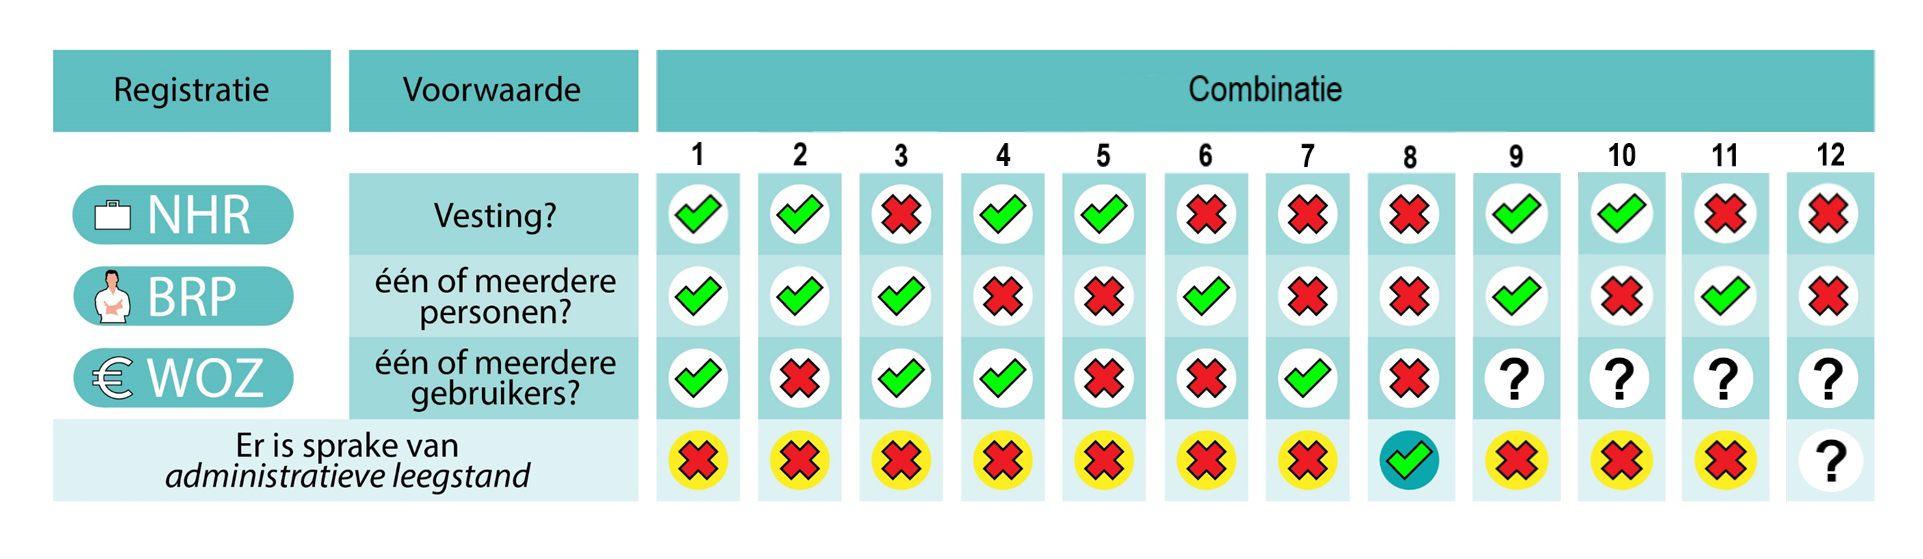 Registratie
Voorwaarde
Combinatie
1 2 3 4 5 6 7 8 9 10 11 12
NHR
Vesting?
BRP
één of meerdere
personen?
€ WOZ
één of meerdere
gebruikers?
? ? ? ?
Er is sprake van
administratieve leegstand
?